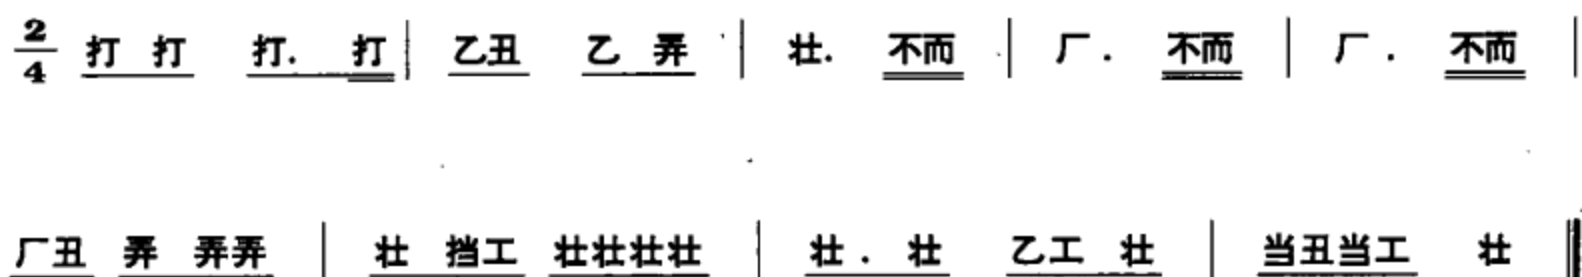 2/4 打 打 打. 打 | 乙丑 乙 弄 | 壮. 不而 | 厂. 不而 | 厂. 不而 |
厂丑 弄 弄弄 | 壮 挡工 壮壮壮壮 | 壮. 壮 乙工 壮 | 当丑当工 壮 ‖